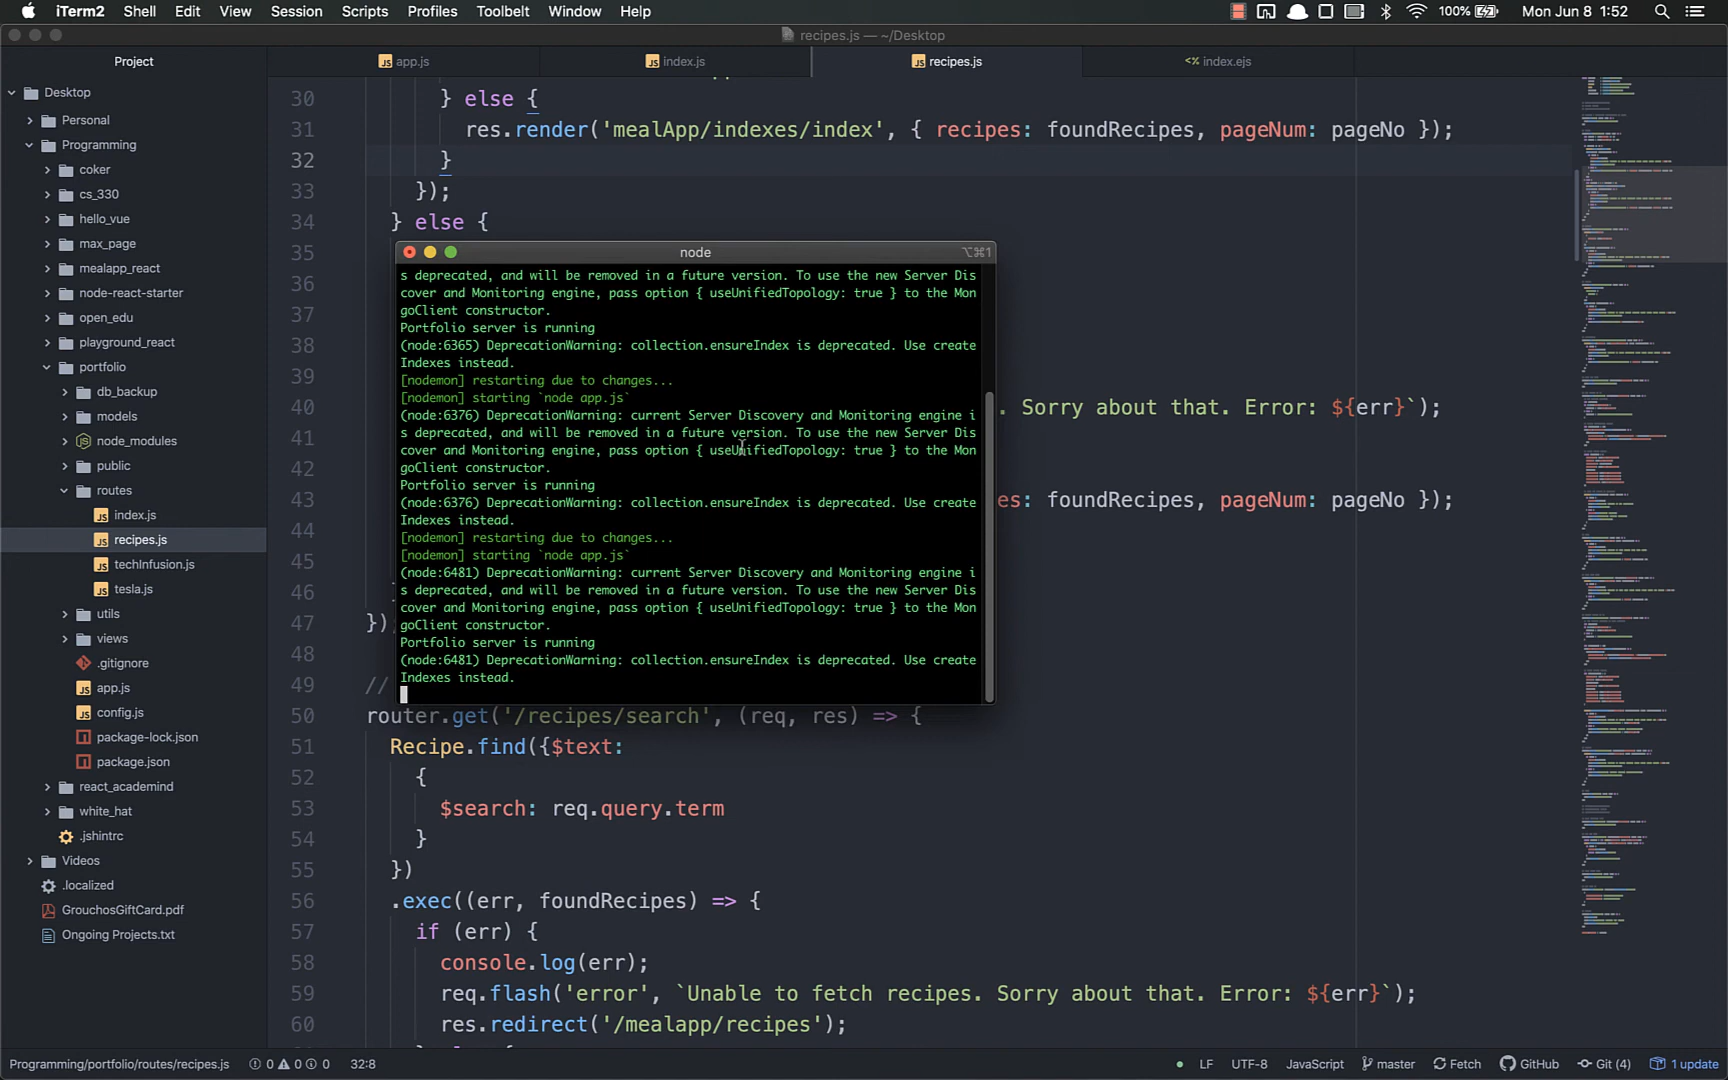 iTerm2 Shell Edit View Session Scripts Profiles Toolbelt Window Help 100% Mon Jun 8 1:52
recipes.js — ~/Desktop
Project
app.js
index.js
recipes.js
<% index.ejs
Desktop
Personal
Programming
coker
cs_330
hello_vue
max_page
mealapp_react
node-react-starter
open_edu
playground_react
portfolio
db_backup
models
node_modules
public
routes
index.js
recipes.js
techInfusion.js
tesla.js
utils
views
.gitignore
app.js
config.js
package-lock.json
package.json
react_academind
white_hat
.jshintrc
Videos
.localized
GrouchosGiftCard.pdf
Ongoing Projects.txt
30 } else {
31 res.render('mealApp/indexes/index', { recipes: foundRecipes, pageNum: pageNo });
32 }
33 });
34 } else {
35
36
37
38
39
40 . Sorry about that. Error: ${err}`);
41
42
43 es: foundRecipes, pageNum: pageNo });
44
45
46
47 })
48
49 //
50 router.get('/recipes/search', (req, res) => {
51 Recipe.find({$text:
52 {
53 $search: req.query.term
54 }
55 })
56 .exec((err, foundRecipes) => {
57 if (err) {
58 console.log(err);
59 req.flash('error', `Unable to fetch recipes. Sorry about that. Error: ${err}`);
60 res.redirect('/mealapp/recipes');
node ⌥⌘1
s deprecated, and will be removed in a future version. To use the new Server Dis
cover and Monitoring engine, pass option { useUnifiedTopology: true } to the Mon
goClient constructor.
Portfolio server is running
(node:6365) DeprecationWarning: collection.ensureIndex is deprecated. Use create
Indexes instead.
[nodemon] restarting due to changes...
[nodemon] starting `node app.js`
(node:6376) DeprecationWarning: current Server Discovery and Monitoring engine i
s deprecated, and will be removed in a future version. To use the new Server Dis
cover and Monitoring engine, pass option { useUnifiedTopology: true } to the Mon
goClient constructor.
Portfolio server is running
(node:6376) DeprecationWarning: collection.ensureIndex is deprecated. Use create
Indexes instead.
[nodemon] restarting due to changes...
[nodemon] starting `node app.js`
(node:6481) DeprecationWarning: current Server Discovery and Monitoring engine i
s deprecated, and will be removed in a future version. To use the new Server Dis
cover and Monitoring engine, pass option { useUnifiedTopology: true } to the Mon
goClient constructor.
Portfolio server is running
(node:6481) DeprecationWarning: collection.ensureIndex is deprecated. Use create
Indexes instead.
Programming/portfolio/routes/recipes.js 0 0 0 32:8 LF UTF-8 JavaScript master Fetch GitHub Git (4) 1 update